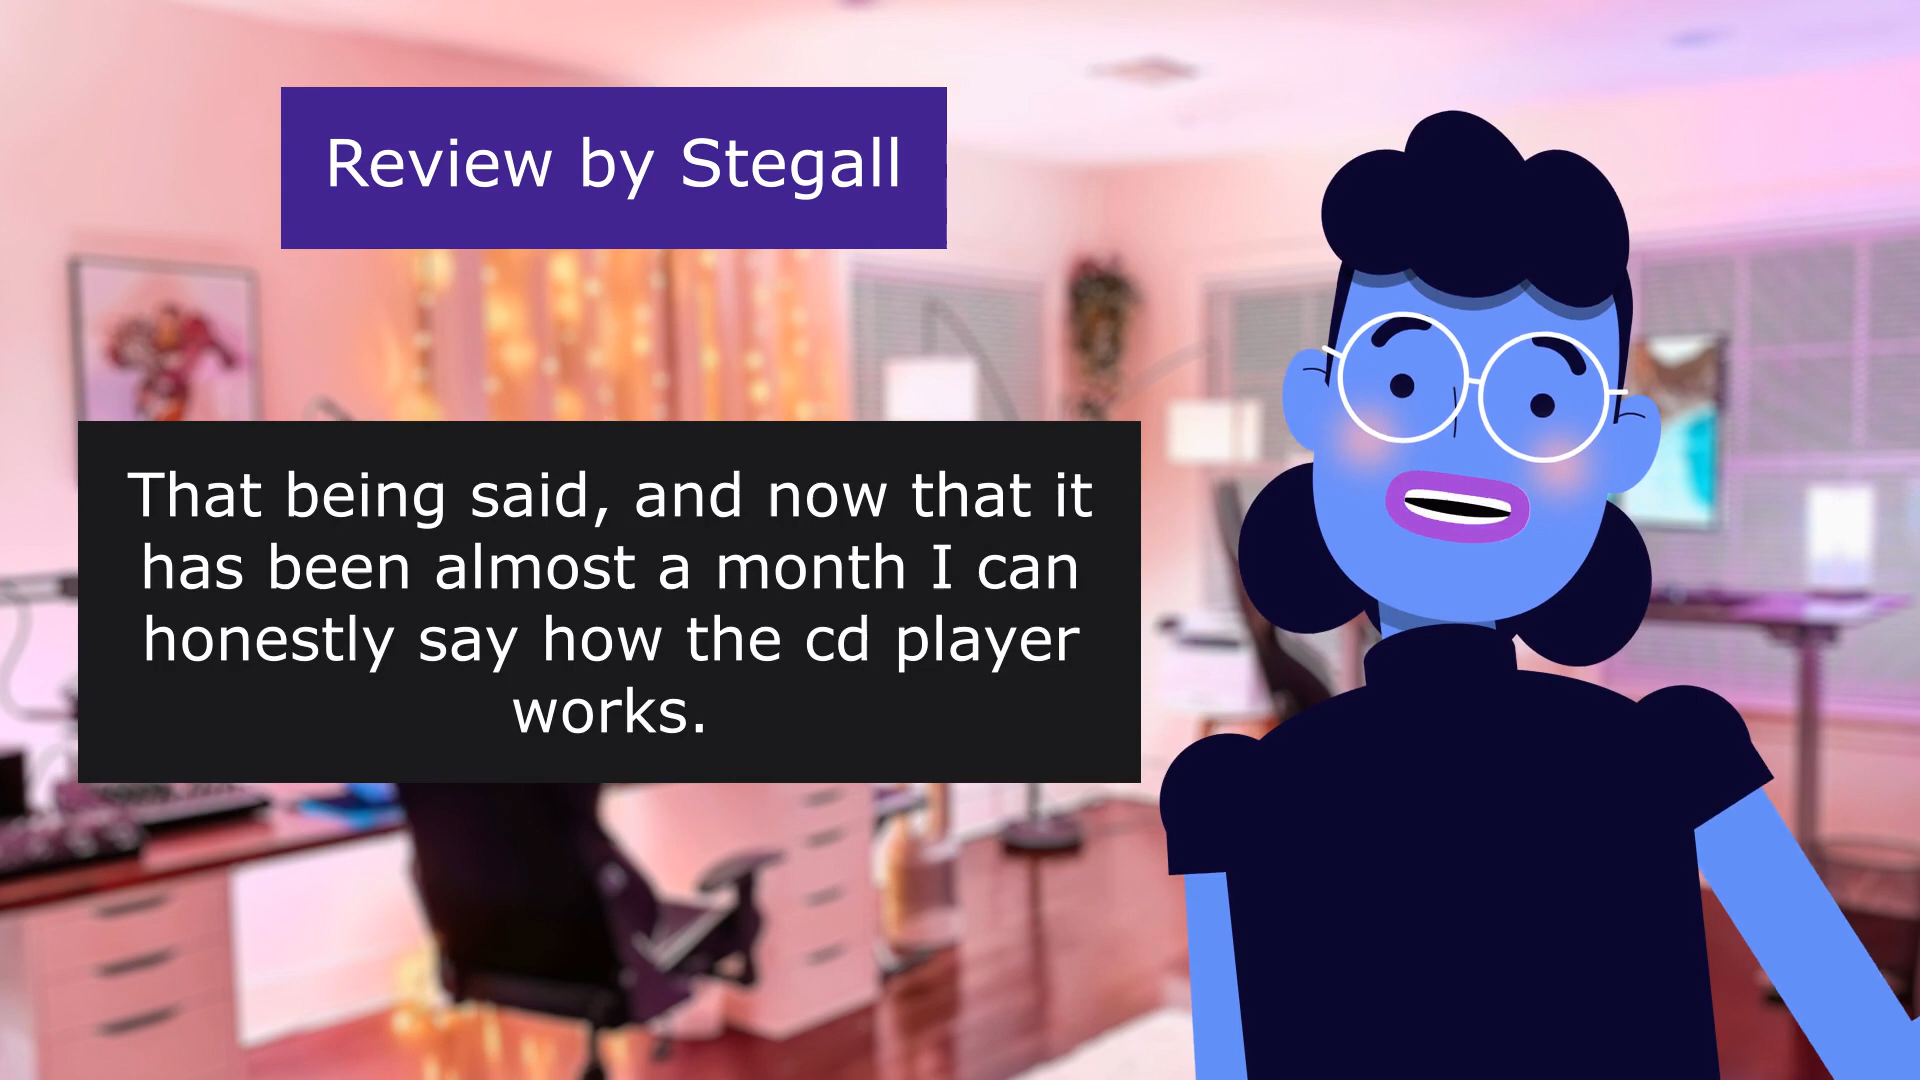 Review by Stegall
That being said, and now that it
has been almost a month I can
honestly say how the cd player
works.